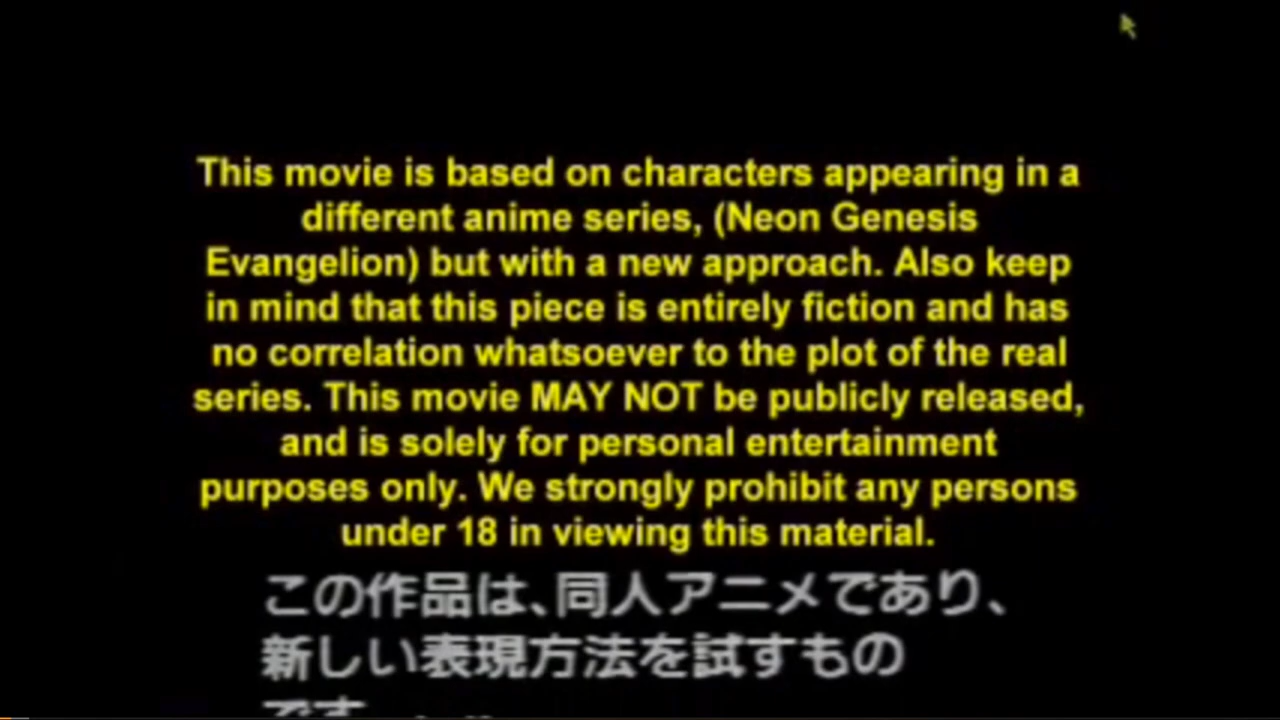 This movie is based on characters appearing in a
different anime series, (Neon Genesis
Evangelion) but with a new approach. Also keep
in mind that this piece is entirely fiction and has
no correlation whatsoever to the plot of the real
series. This movie MAY NOT be publicly released,
and is solely for personal entertainment
purposes only. We strongly prohibit any persons
under 18 in viewing this material.
この作品は、同人アニメであり、
新しい表現方法を試すもの
です